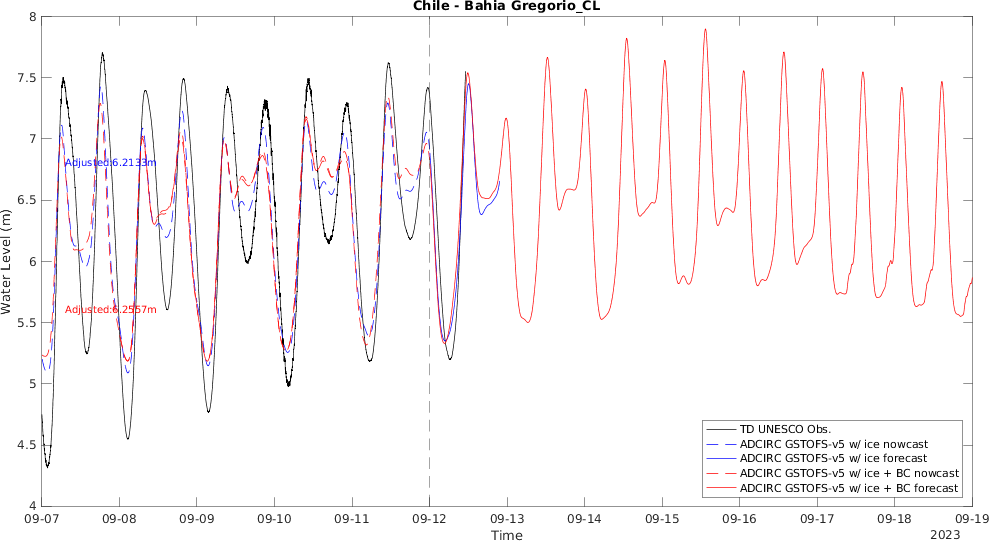 Chile - Bahia Gregorio_CL
8
7.5
7
6.5
6
5.5
5
4.5
4
Water Level (m)
Adjusted:6.2133m
Adjusted:6.2557m
TD UNESCO Obs.
ADCIRC GSTOFS-v5 w/ ice nowcast
ADCIRC GSTOFS-v5 w/ ice forecast
ADCIRC GSTOFS-v5 w/ ice + BC nowcast
ADCIRC GSTOFS-v5 w/ ice + BC forecast
09-07 09-08 09-09 09-10 09-11 09-12 09-13 09-14 09-15 09-16 09-17 09-18 09-19
Time
2023